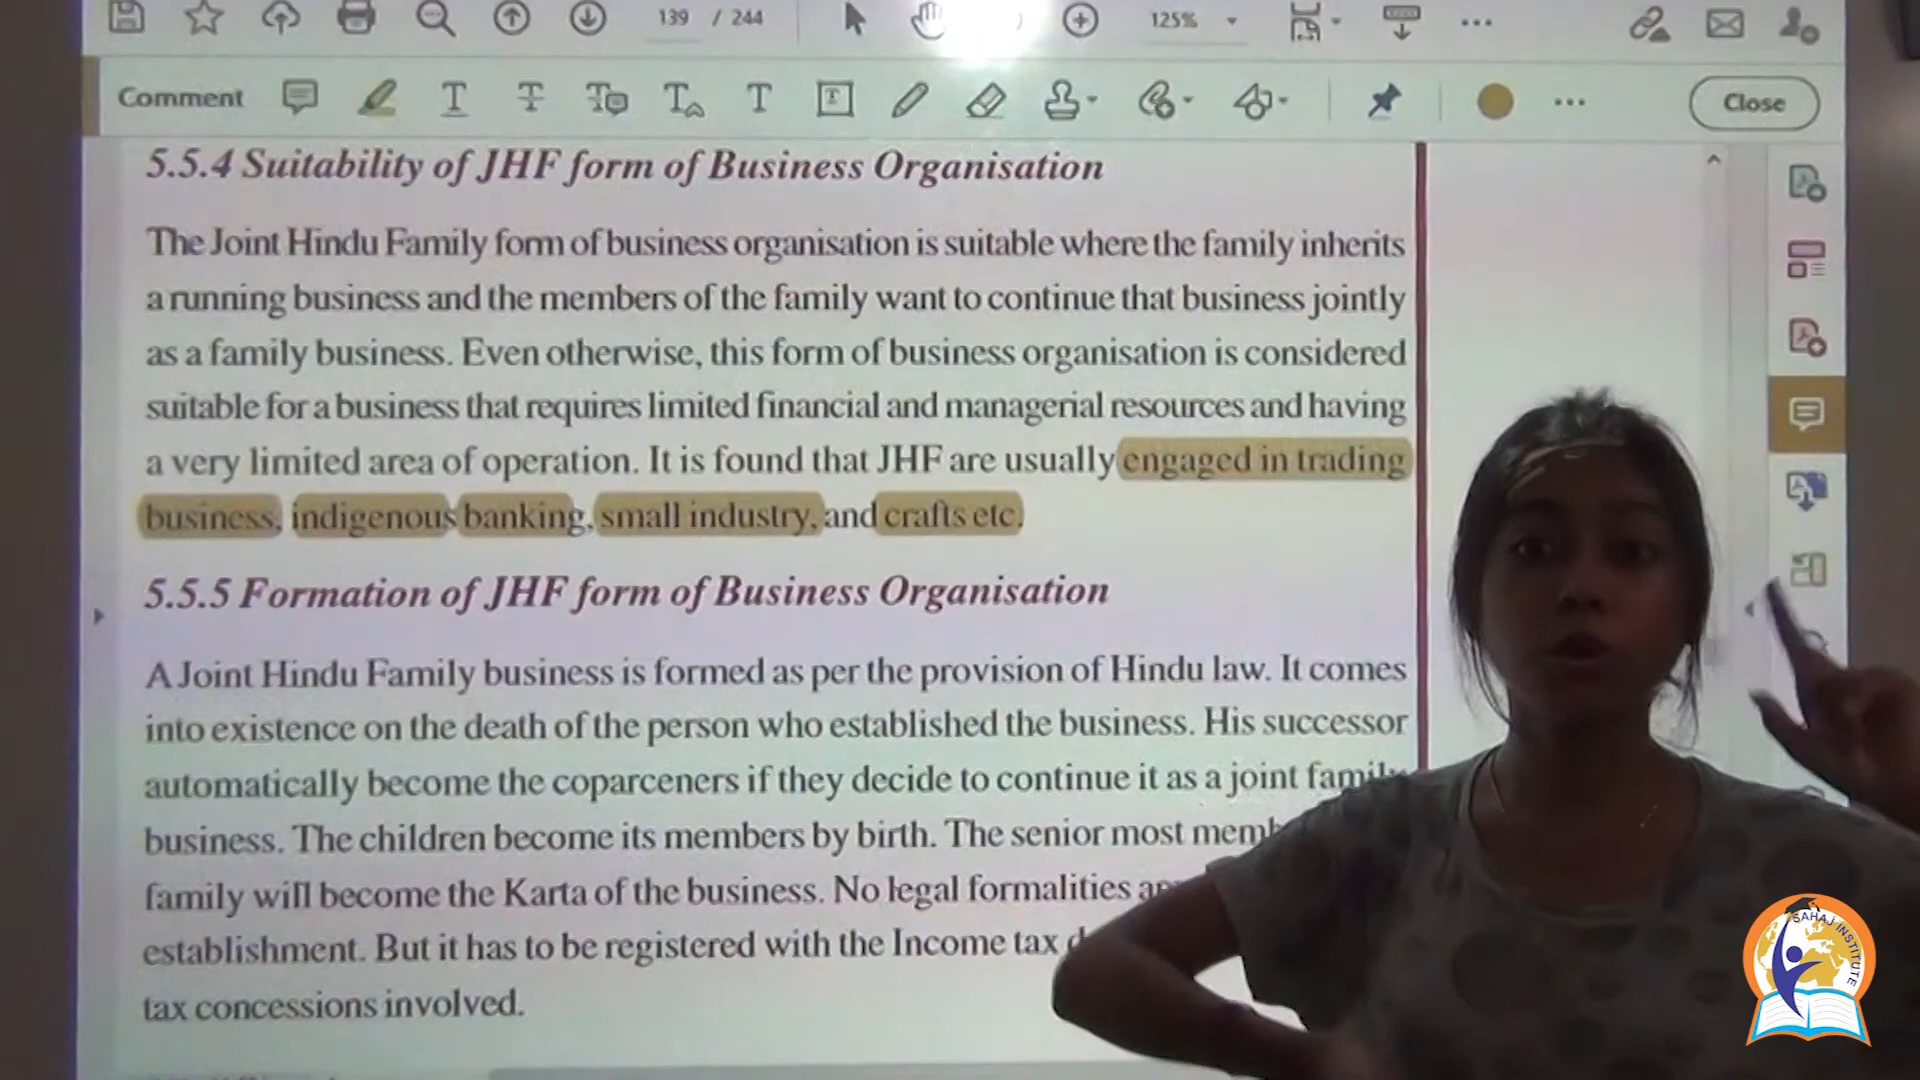 139 / 244
125%
Comment
Close
5.5.4 Suitability of JHF form of Business Organisation
The Joint Hindu Family form of business organisation is suitable where the family inherits
a running business and the members of the family want to continue that business jointly
as a family business. Even otherwise, this form of business organisation is considered
suitable for a business that requires limited financial and managerial resources and having
a very limited area of operation. It is found that JHF are usually engaged in trading
business, indigenous banking, small industry, and crafts etc.
5.5.5 Formation of JHF form of Business Organisation
A Joint Hindu Family business is formed as per the provision of Hindu law. It comes
into existence on the death of the person who established the business. His successor
automatically become the coparceners if they decide to continue it as a joint family
business. The children become its members by birth. The senior most
family will become the Karta of the business. No legal formalities
establishment. But it has to be registered with the Income tax
tax concessions involved.
SAHAJ INSTITUTE